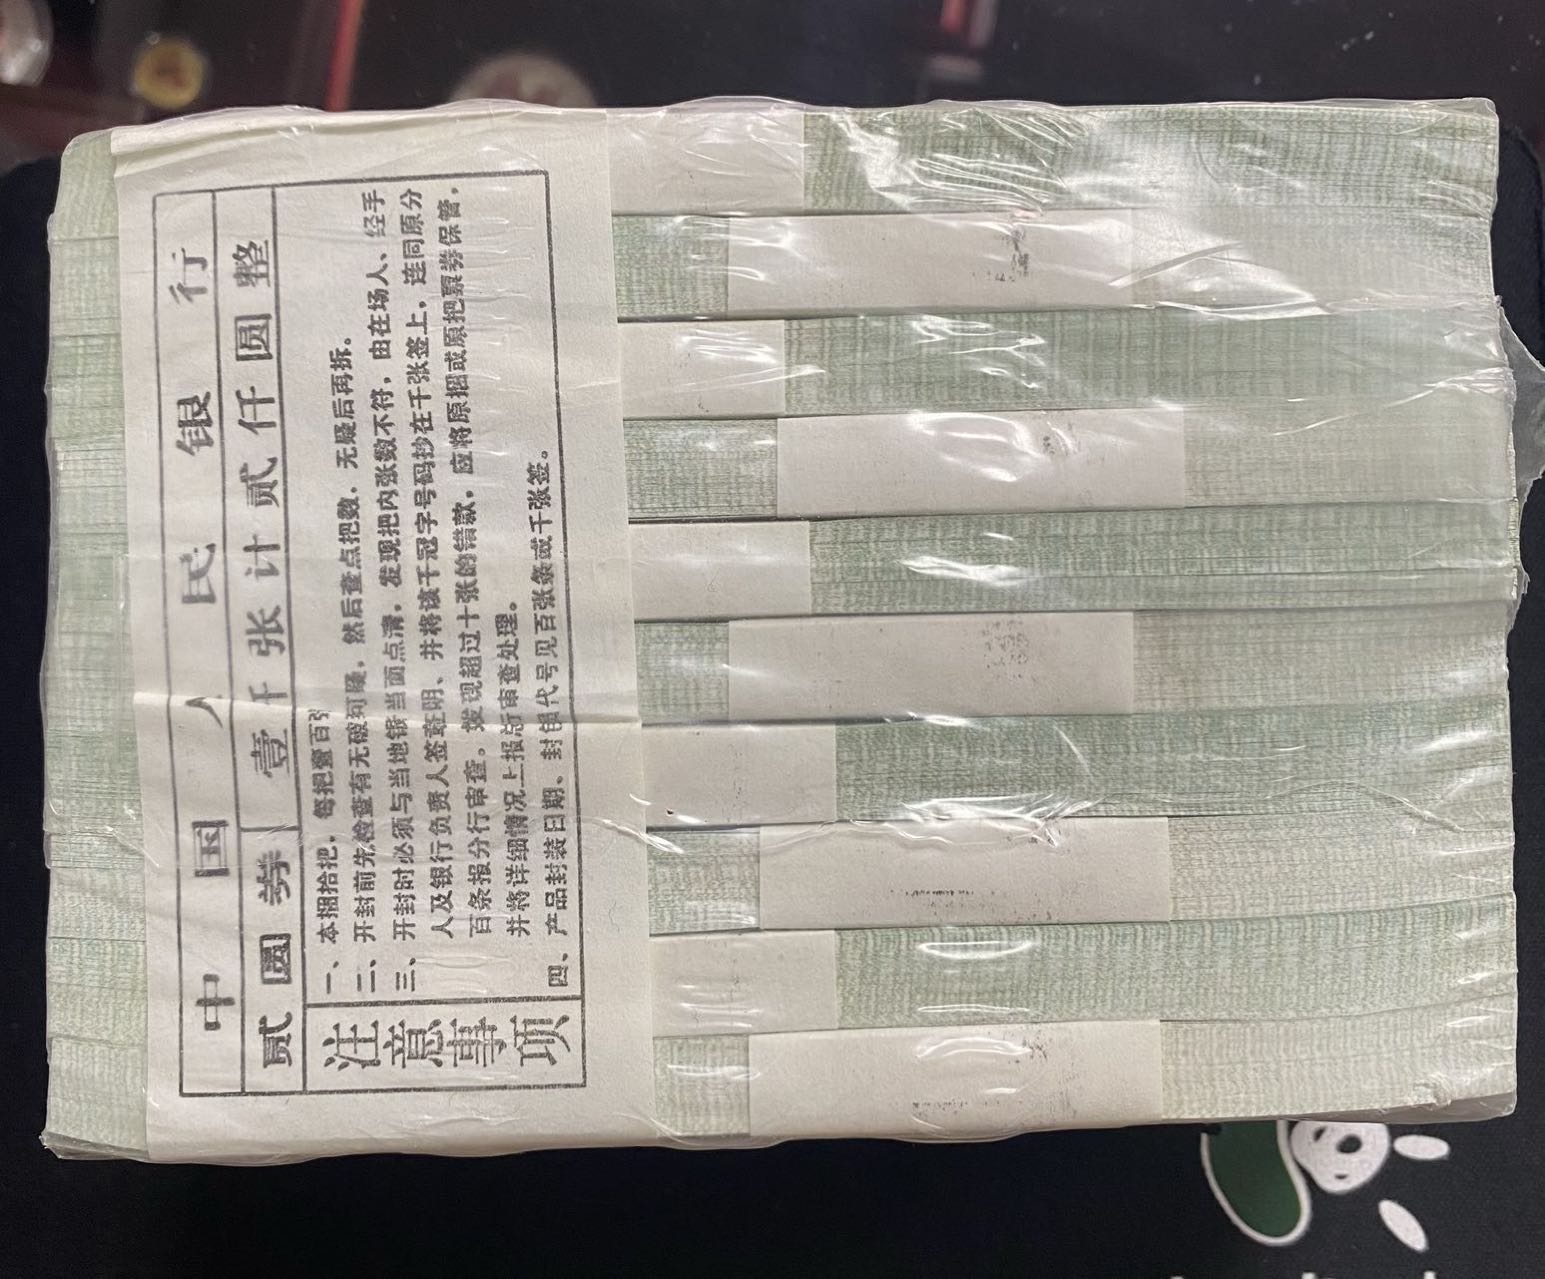 中国人民银行
贰圆券 壹仟张计贰仟圆整
注意事项
一、本捆拾把，每把壹百张
二、开封前先检查有无破可疑，然后查点把数，无疑后再拆。
三、开封时必须与当地银当面点清，发现把内张数不符，由在场人、经手
人及银行负责人签证明、并将该千冠字号码抄在千张签上，连同原分
百条报分行审查。发现超过十张的错款，应将原捆或原把票券保管，
并将详细情况上报总行审查处理。
四、产品封装日期、封包代号见百张条或千张签。